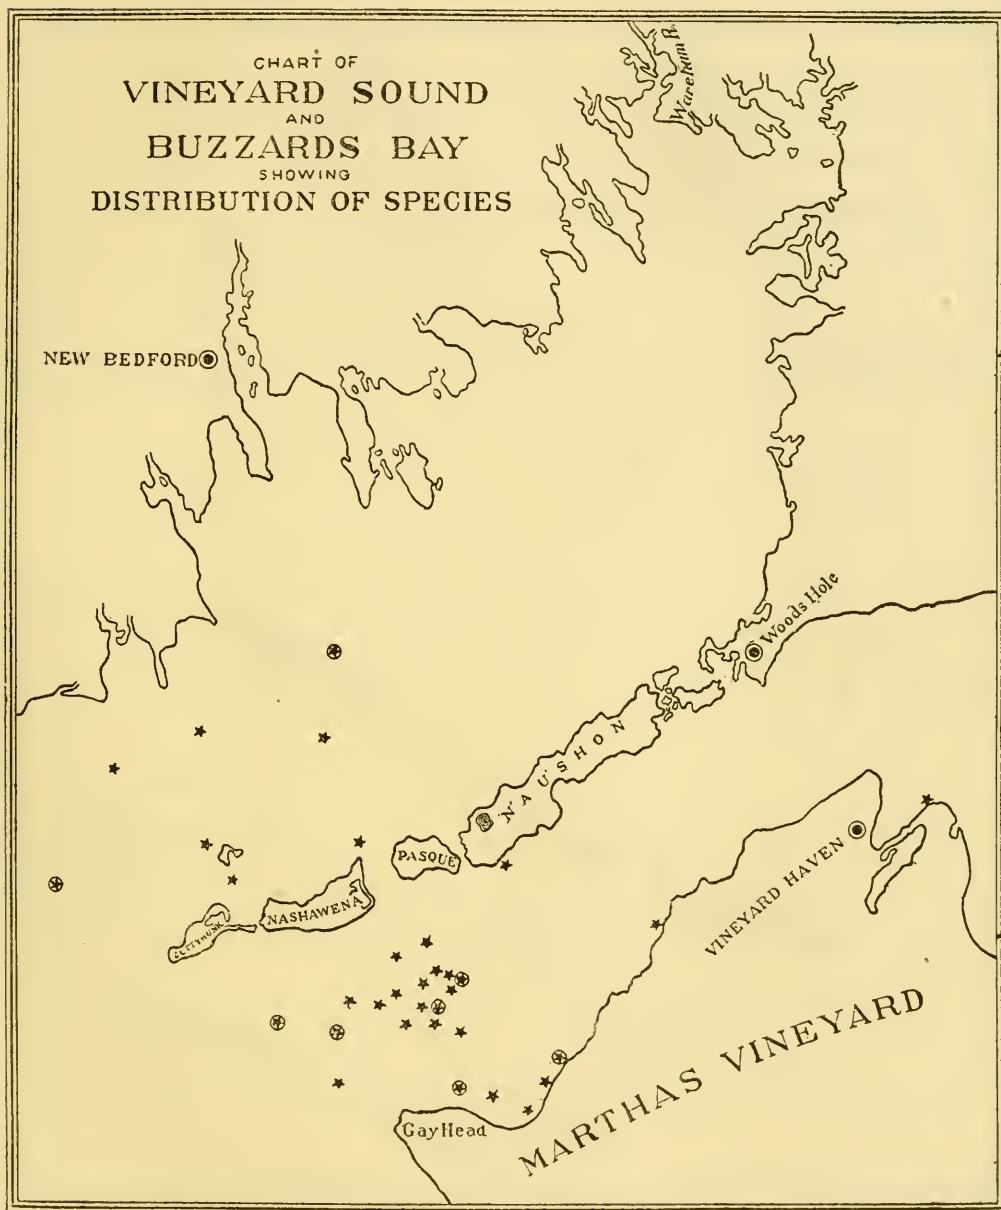 CHART OF
VINEYARD SOUND
AND
BUZZARDS BAY
SHOWING
DISTRIBUTION OF SPECIES
Wareham R.
NEW BEDFORD
Woods Hole
NAUSHON
PASQUE
NASHAWENA
CUTTYHUNK
VINEYARD HAVEN
MARTHAS VINEYARD
Gay Head